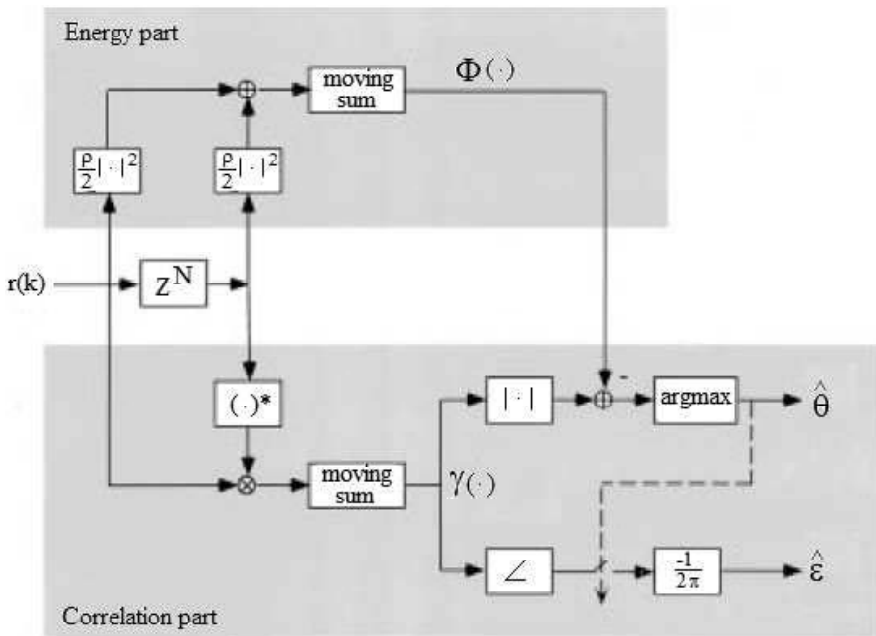 Energy part
moving
sum
Φ(·)
ρ/2 |·|²
ρ/2 |·|²
r(k)
Z^N
(·)*
|·|
-
argmax
θ̂
moving
sum
γ(·)
∠
-1/2π
ε̂
Correlation part